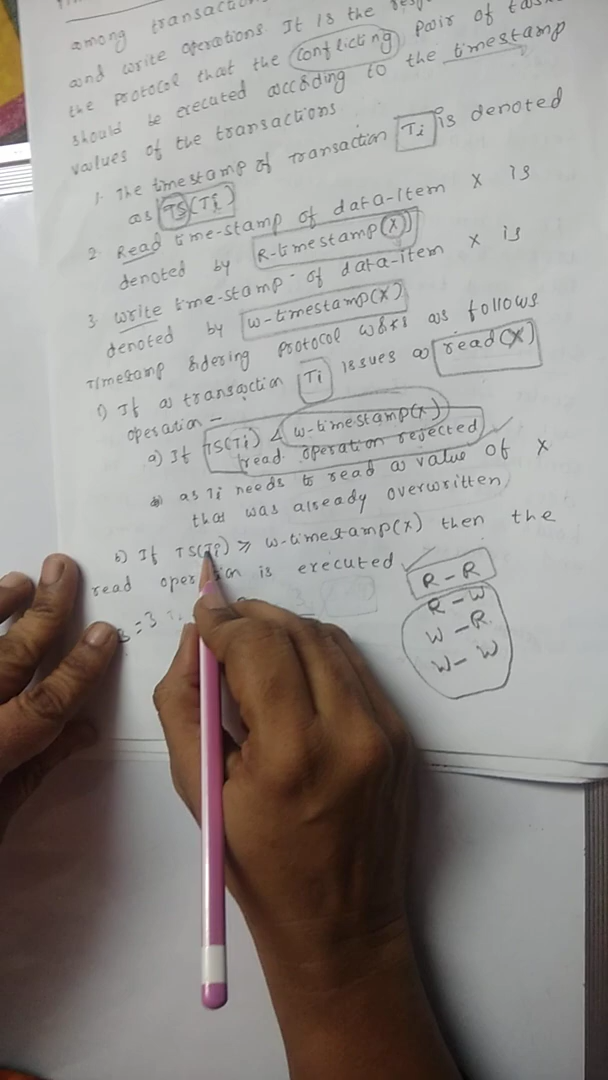 among
and write operations. It is the
the protocol that the conflicting pair of
should be executed according to the timestamp
values of the transactions
1. The timestamp of transaction Ti is denoted
as TS(Ti)
2. Read time-stamp of data-item X is
denoted by R-timestamp(X)
3. write time-stamp of data-item X is
denoted by w-timestamp(X)
Timestamp ordering protocol works as follows
1) If a transaction Ti issues a read(X)
operation -
a) If TS(Ti) < w-timestamp(x)
read operation rejected
as Ti needs to read a value of X
that was already overwritten
b) If TS(Ti) ≥ w-timestamp(x) then the
read operation is executed
R-R
R-W
W-R
W-W